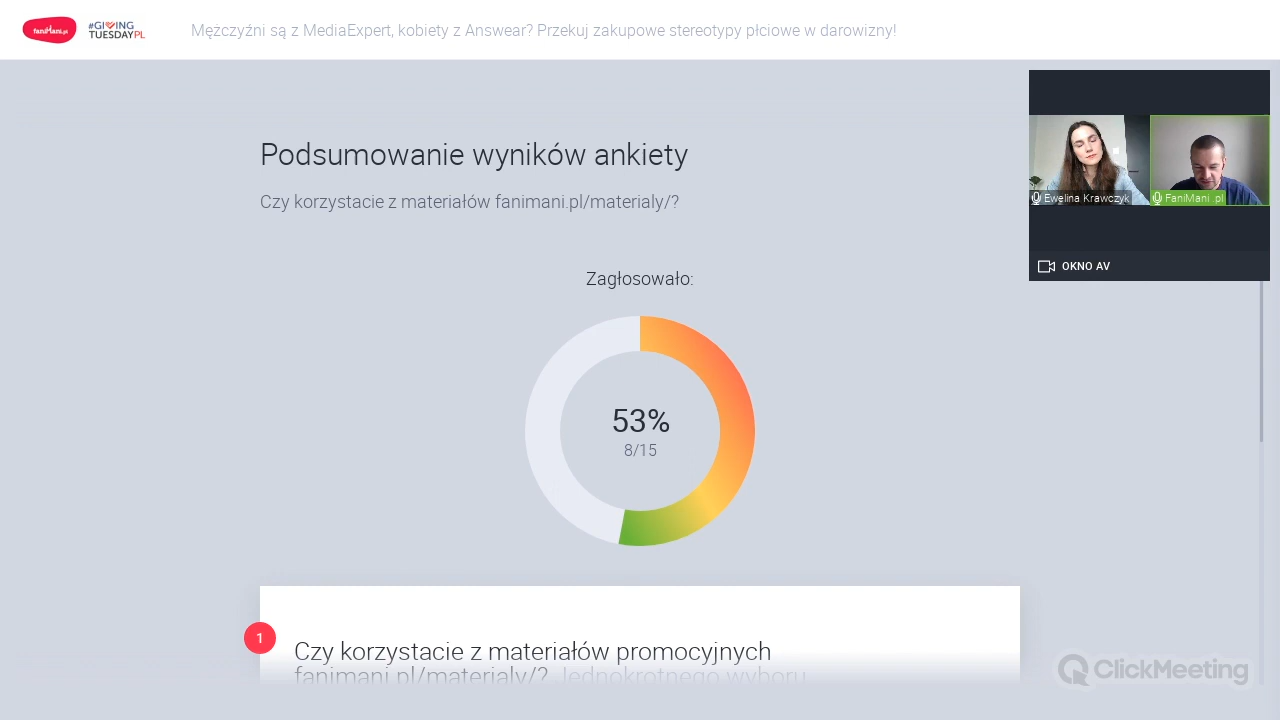 faniMani.pl
#GIVING
TUESDAYPL
Mężczyźni są z MediaExpert, kobiety z Answear? Przekuj zakupowe stereotypy płciowe w darowizny!
Podsumowanie wyników ankiety
Czy korzystacie z materiałów fanimani.pl/materialy/?
Ewelina Krawczyk
FaniMani .pl
OKNO AV
Zagłosowało:
53%
8/15
1
Czy korzystacie z materiałów promocyjnych
fanimani.pl/materialy/? Jednokrotnego wyboru
ClickMeeting